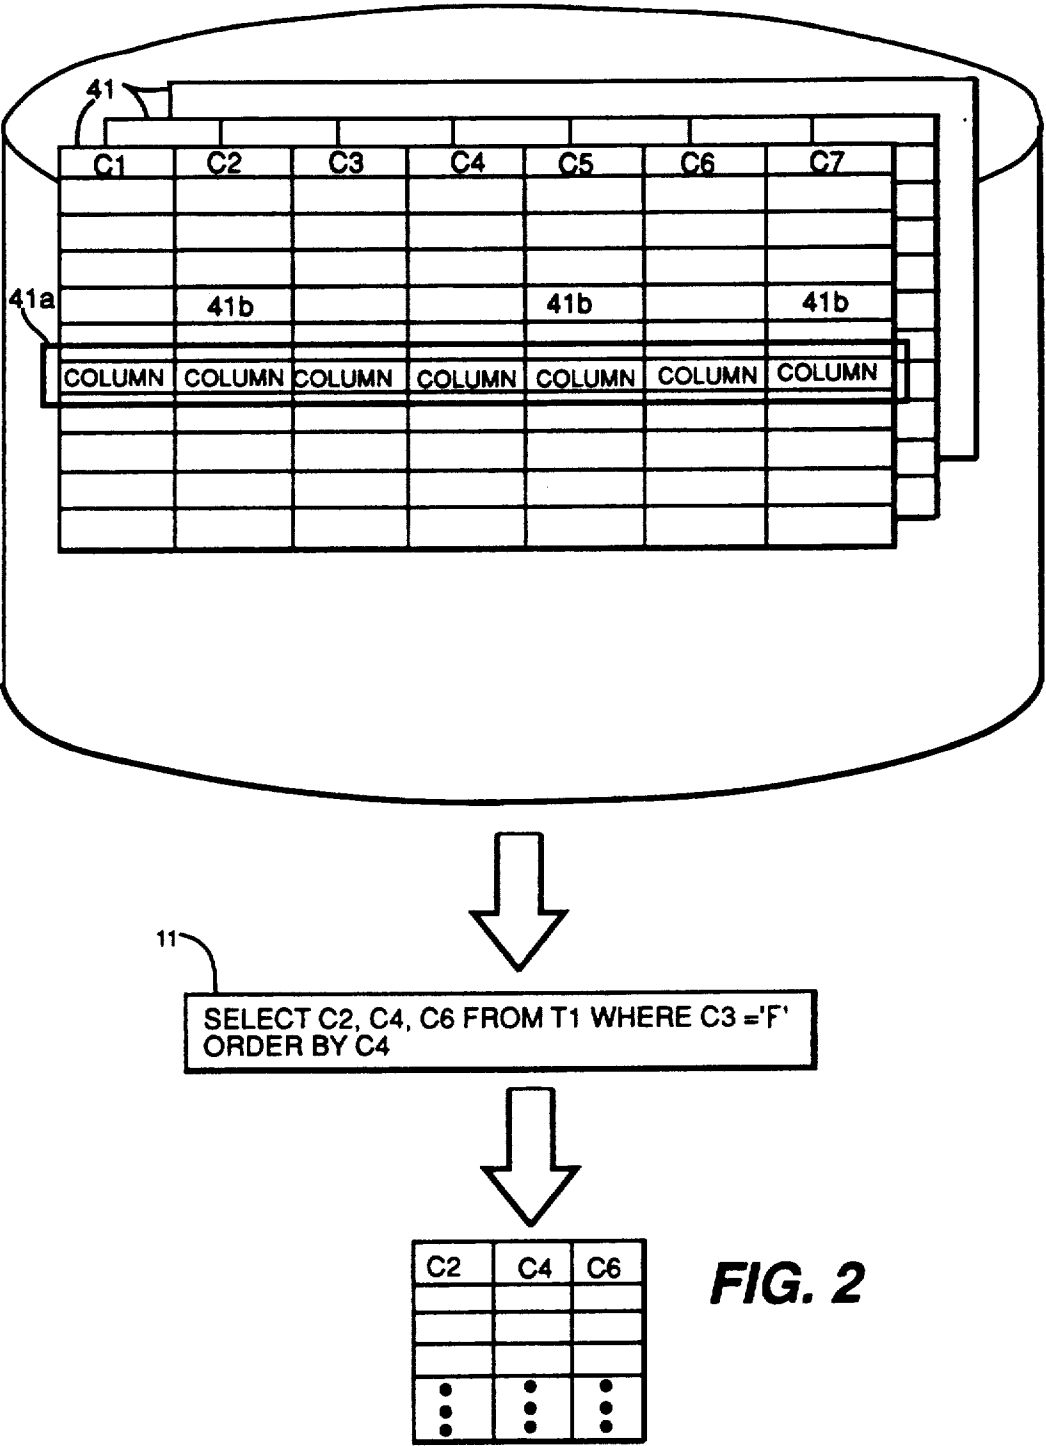 41
C1 C2 C3 C4 C5 C6 C7
41a
41b 41b 41b
COLUMN COLUMN COLUMN COLUMN COLUMN COLUMN COLUMN
11
SELECT C2, C4, C6 FROM T1 WHERE C3 ='F'
ORDER BY C4
C2 C4 C6
FIG. 2